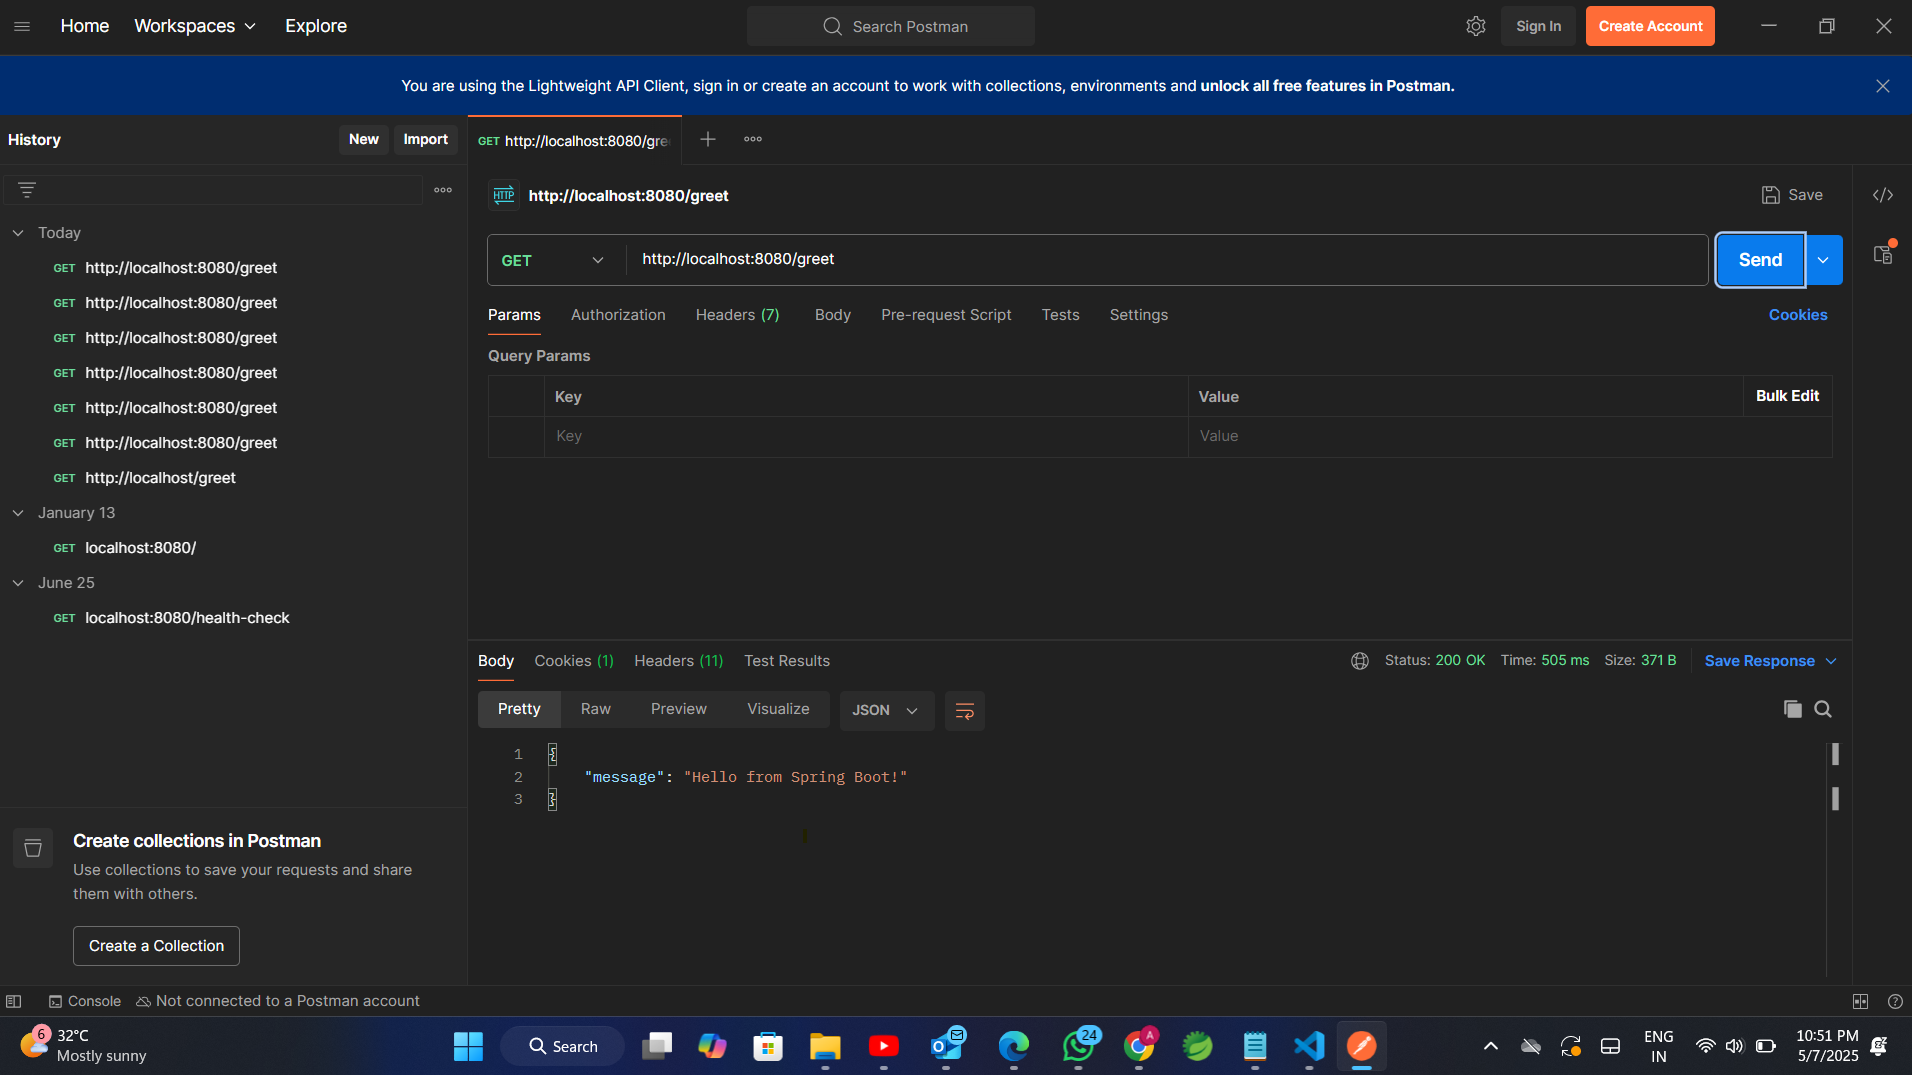 Home Workspaces Explore Search Postman Sign In Create Account
You are using the Lightweight API Client, sign in or create an account to work with collections, environments and unlock all free features in Postman.
History New Import GET http://localhost:8080/gre
HTTP http://localhost:8080/greet Save
Today
GET http://localhost:8080/greet
GET http://localhost:8080/greet
GET http://localhost:8080/greet
GET http://localhost:8080/greet
GET http://localhost:8080/greet
GET http://localhost:8080/greet
GET http://localhost/greet
January 13
GET localhost:8080/
June 25
GET localhost:8080/health-check
GET http://localhost:8080/greet Send
Params Authorization Headers (7) Body Pre-request Script Tests Settings Cookies
Query Params
Key Value Bulk Edit
Key Value
Body Cookies (1) Headers (11) Test Results Status: 200 OK Time: 505 ms Size: 371 B Save Response
Pretty Raw Preview Visualize JSON
1 {
2 "message": "Hello from Spring Boot!"
3 }
Create collections in Postman
Use collections to save your requests and share
them with others.
Create a Collection
Console Not connected to a Postman account
6 32°C
Mostly sunny
Search
24
A
ENG
IN
10:51 PM
5/7/2025